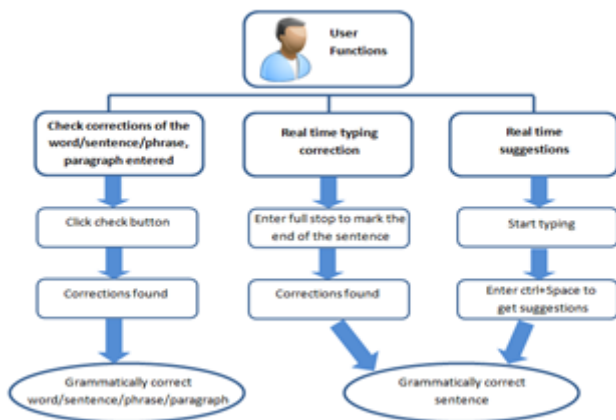 User
Functions
Check corrections of the
word/sentence/phrase,
paragraph entered
Real time typing
correction
Real time
suggestions
Click check button
Enter full stop to mark the
end of the sentence
Start typing
Corrections found
Corrections found
Enter ctrl+Space to
get suggestions
Grammatically correct
word/sentence/phrase/paragraph
Grammatically correct
sentence